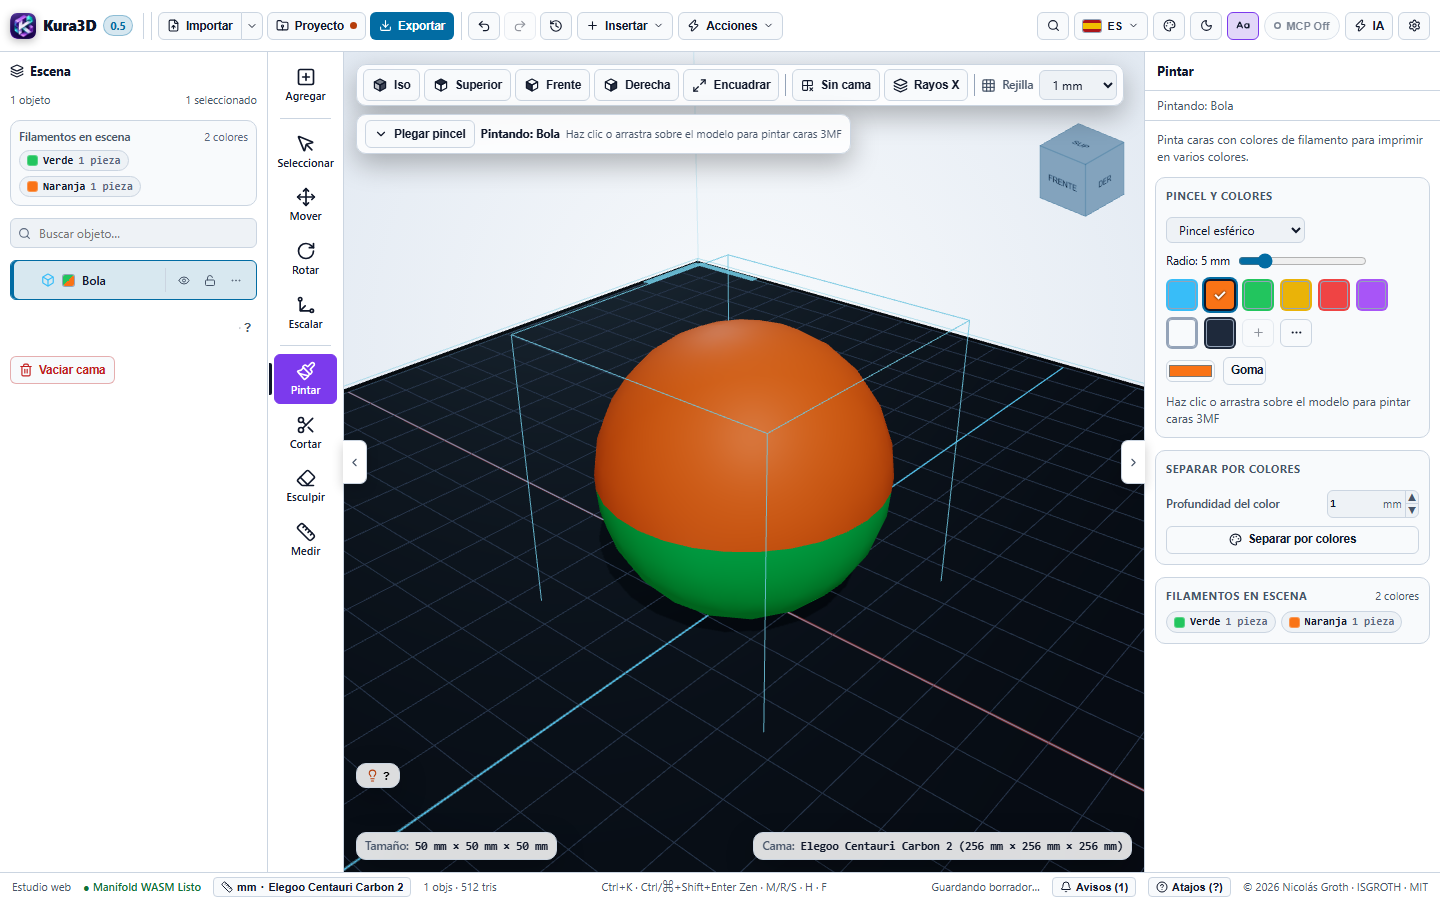 Kura3D 0.5 Importar Proyecto Exportar Insertar Acciones ES Aa MCP Off IA
Escena
1 objeto 1 seleccionado
Filamentos en escena 2 colores
Verde 1 pieza
Naranja 1 pieza
Buscar objeto...
Bola
· ?
Vaciar cama
Agregar
Seleccionar
Mover
Rotar
Escalar
Pintar
Cortar
Esculpir
Medir
Iso Superior Frente Derecha Encuadrar Sin cama Rayos X Rejilla 1 mm
Plegar pincel Pintando: Bola Haz clic o arrastra sobre el modelo para pintar caras 3MF
SUP
FRENTE DER
?
Tamaño: 50 mm × 50 mm × 50 mm
Cama: Elegoo Centauri Carbon 2 (256 mm × 256 mm × 256 mm)
Pintar
Pintando: Bola
Pinta caras con colores de filamento para imprimir
en varios colores.
PINCEL Y COLORES
Pincel esférico
Radio: 5 mm
+ ···
Goma
Haz clic o arrastra sobre el modelo para pintar
caras 3MF
SEPARAR POR COLORES
Profundidad del color 1 mm
Separar por colores
FILAMENTOS EN ESCENA 2 colores
Verde 1 pieza Naranja 1 pieza
Estudio web ● Manifold WASM Listo mm · Elegoo Centauri Carbon 2 1 objs · 512 tris Ctrl+K · Ctrl/⌘+Shift+Enter Zen · M/R/S · H · F Guardando borrador... Avisos (1) Atajos (?) © 2026 Nicolás Groth · ISGROTH · MIT